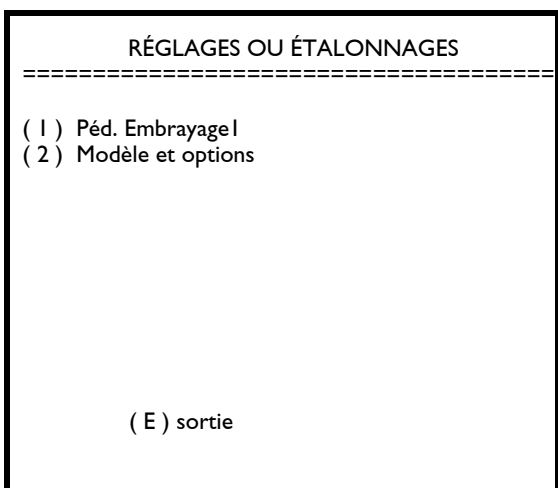 RÉGLAGES OU ÉTALONNAGES
======================================
( 1 ) Péd. Embrayage1
( 2 ) Modèle et options
( E ) sortie